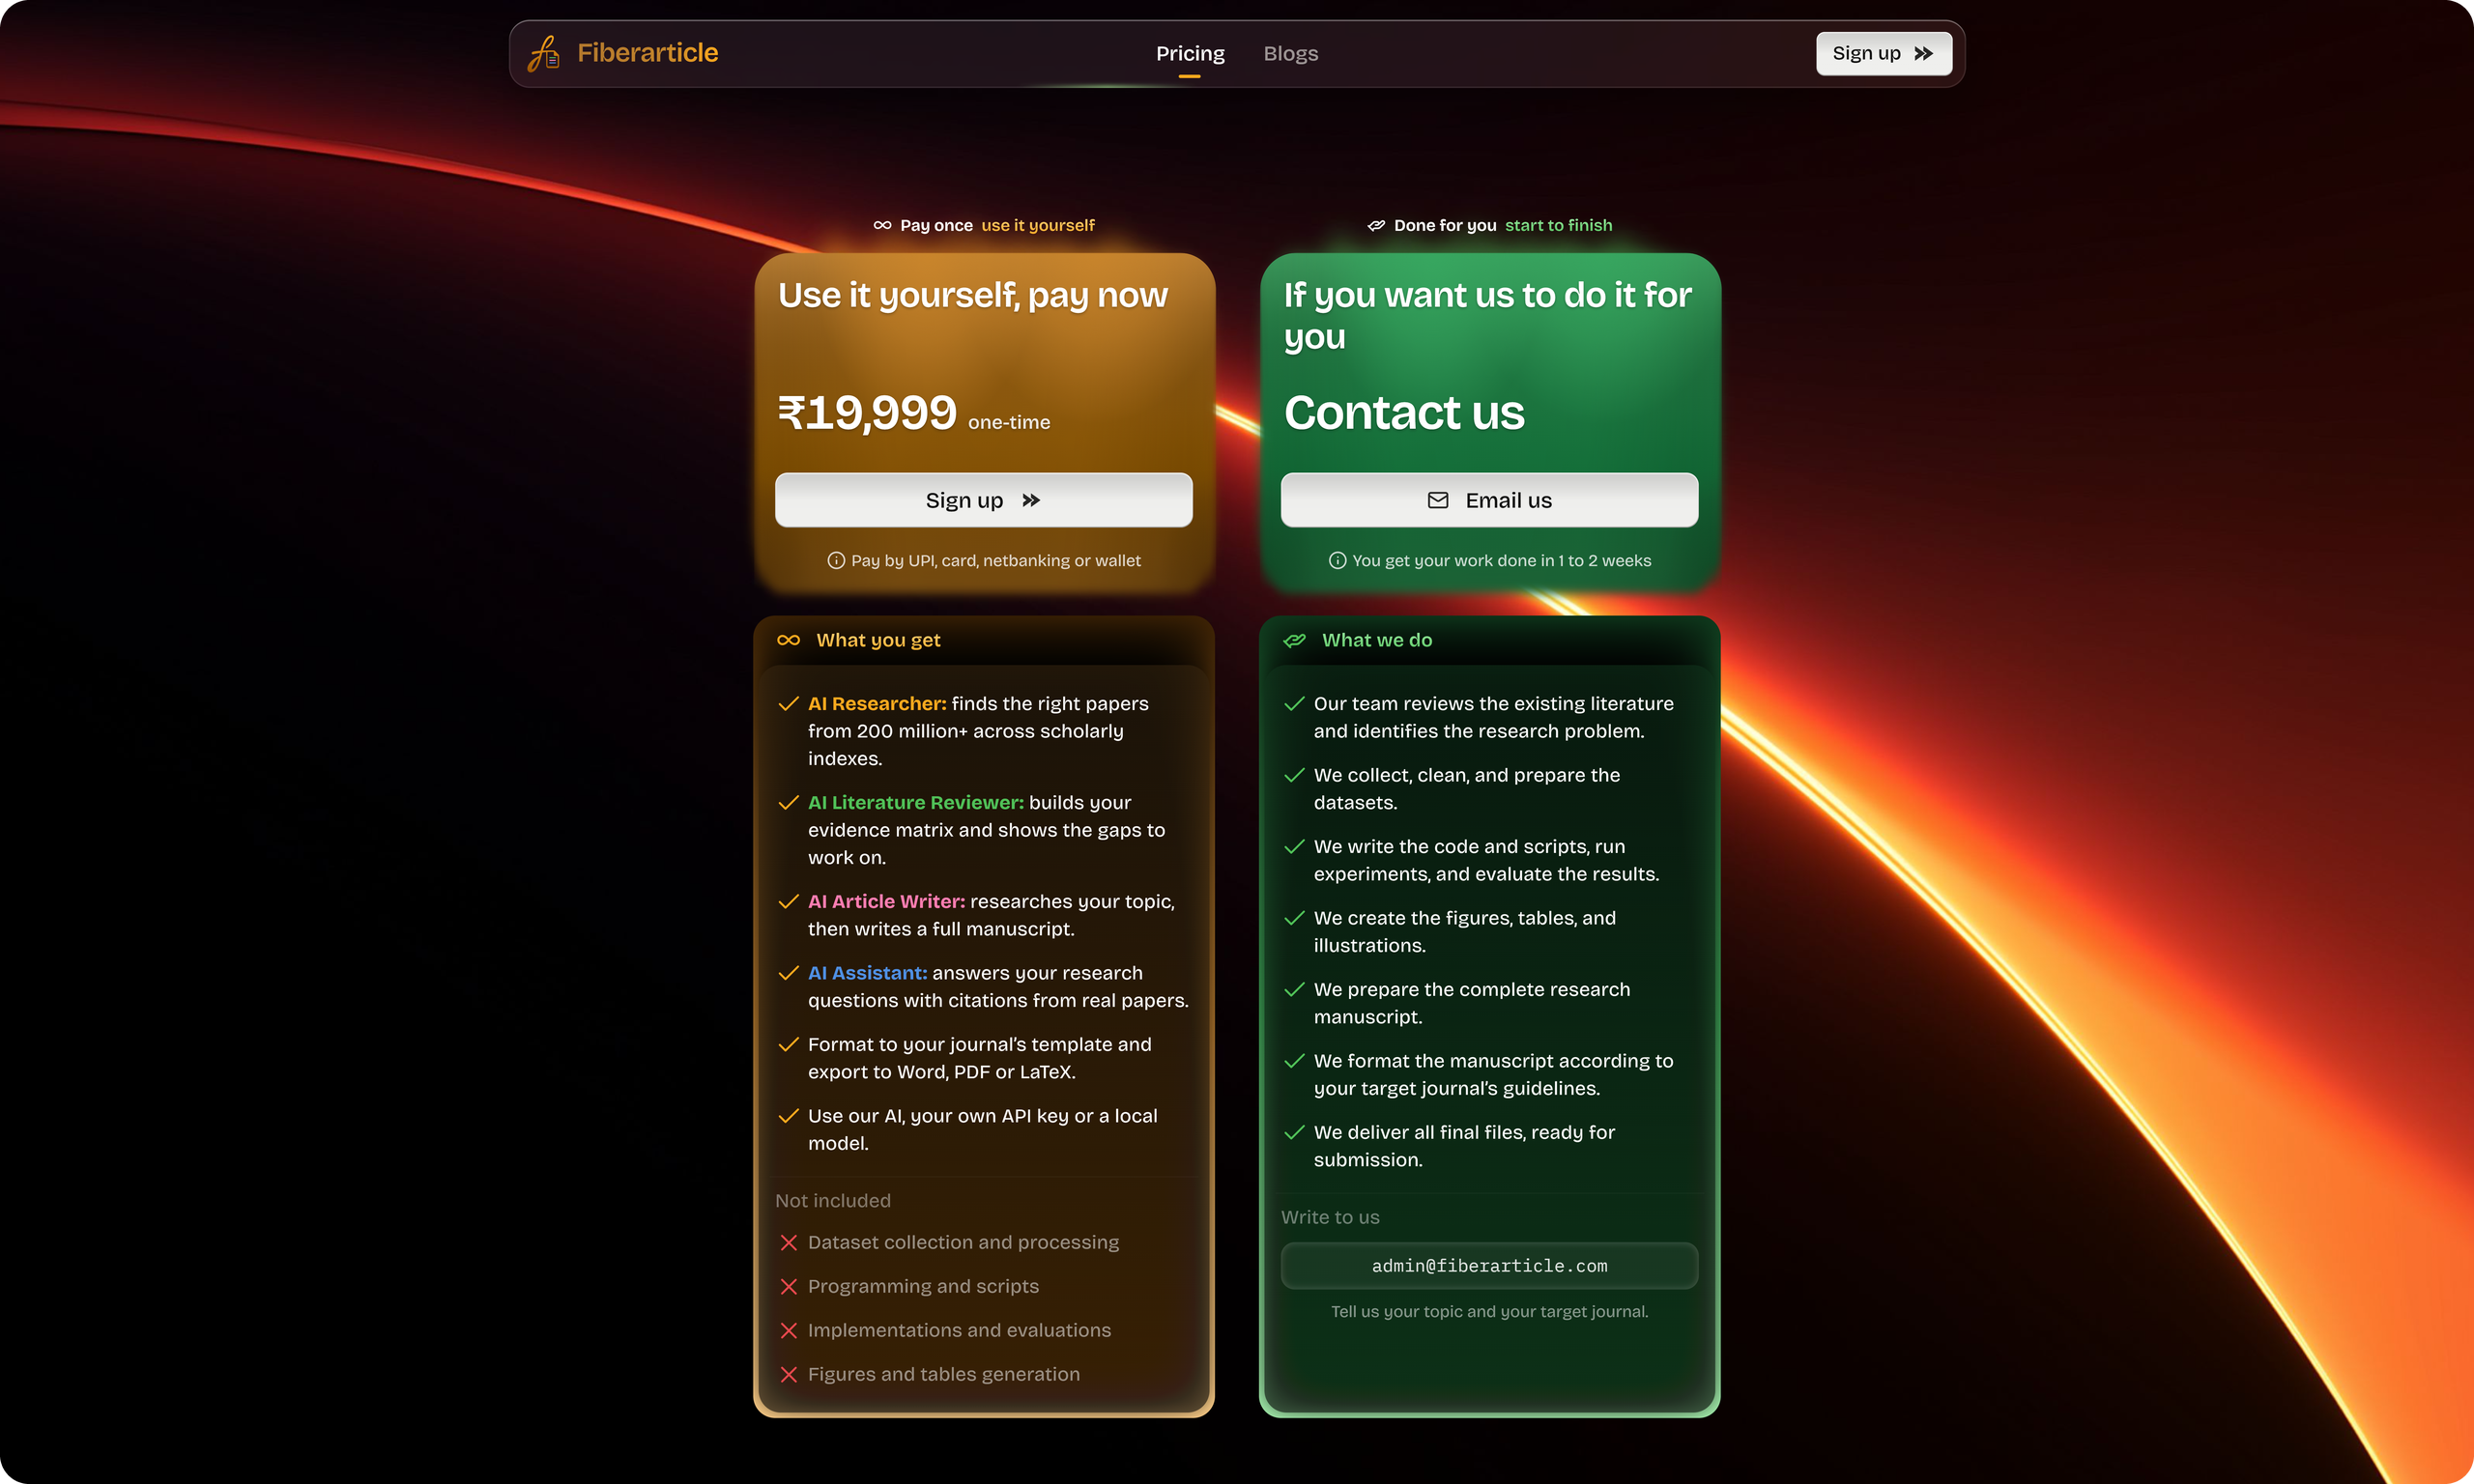 Fiberarticle
Pricing
Blogs
Sign up
Pay once use it yourself
Use it yourself, pay now
₹19,999 one-time
Sign up
Pay by UPI, card, netbanking or wallet
What you get
AI Researcher: finds the right papers
from 200 million+ across scholarly
indexes.
AI Literature Reviewer: builds your
evidence matrix and shows the gaps to
work on.
AI Article Writer: researches your topic,
then writes a full manuscript.
AI Assistant: answers your research
questions with citations from real papers.
Format to your journal's template and
export to Word, PDF or LaTeX.
Use our AI, your own API key or a local
model.
Not included
Dataset collection and processing
Programming and scripts
Implementations and evaluations
Figures and tables generation
Done for you start to finish
If you want us to do it for
you
Contact us
Email us
You get your work done in 1 to 2 weeks
What we do
Our team reviews the existing literature
and identifies the research problem.
We collect, clean, and prepare the
datasets.
We write the code and scripts, run
experiments, and evaluate the results.
We create the figures, tables, and
illustrations.
We prepare the complete research
manuscript.
We format the manuscript according to
your target journal's guidelines.
We deliver all final files, ready for
submission.
Write to us
admin@fiberarticle.com
Tell us your topic and your target journal.